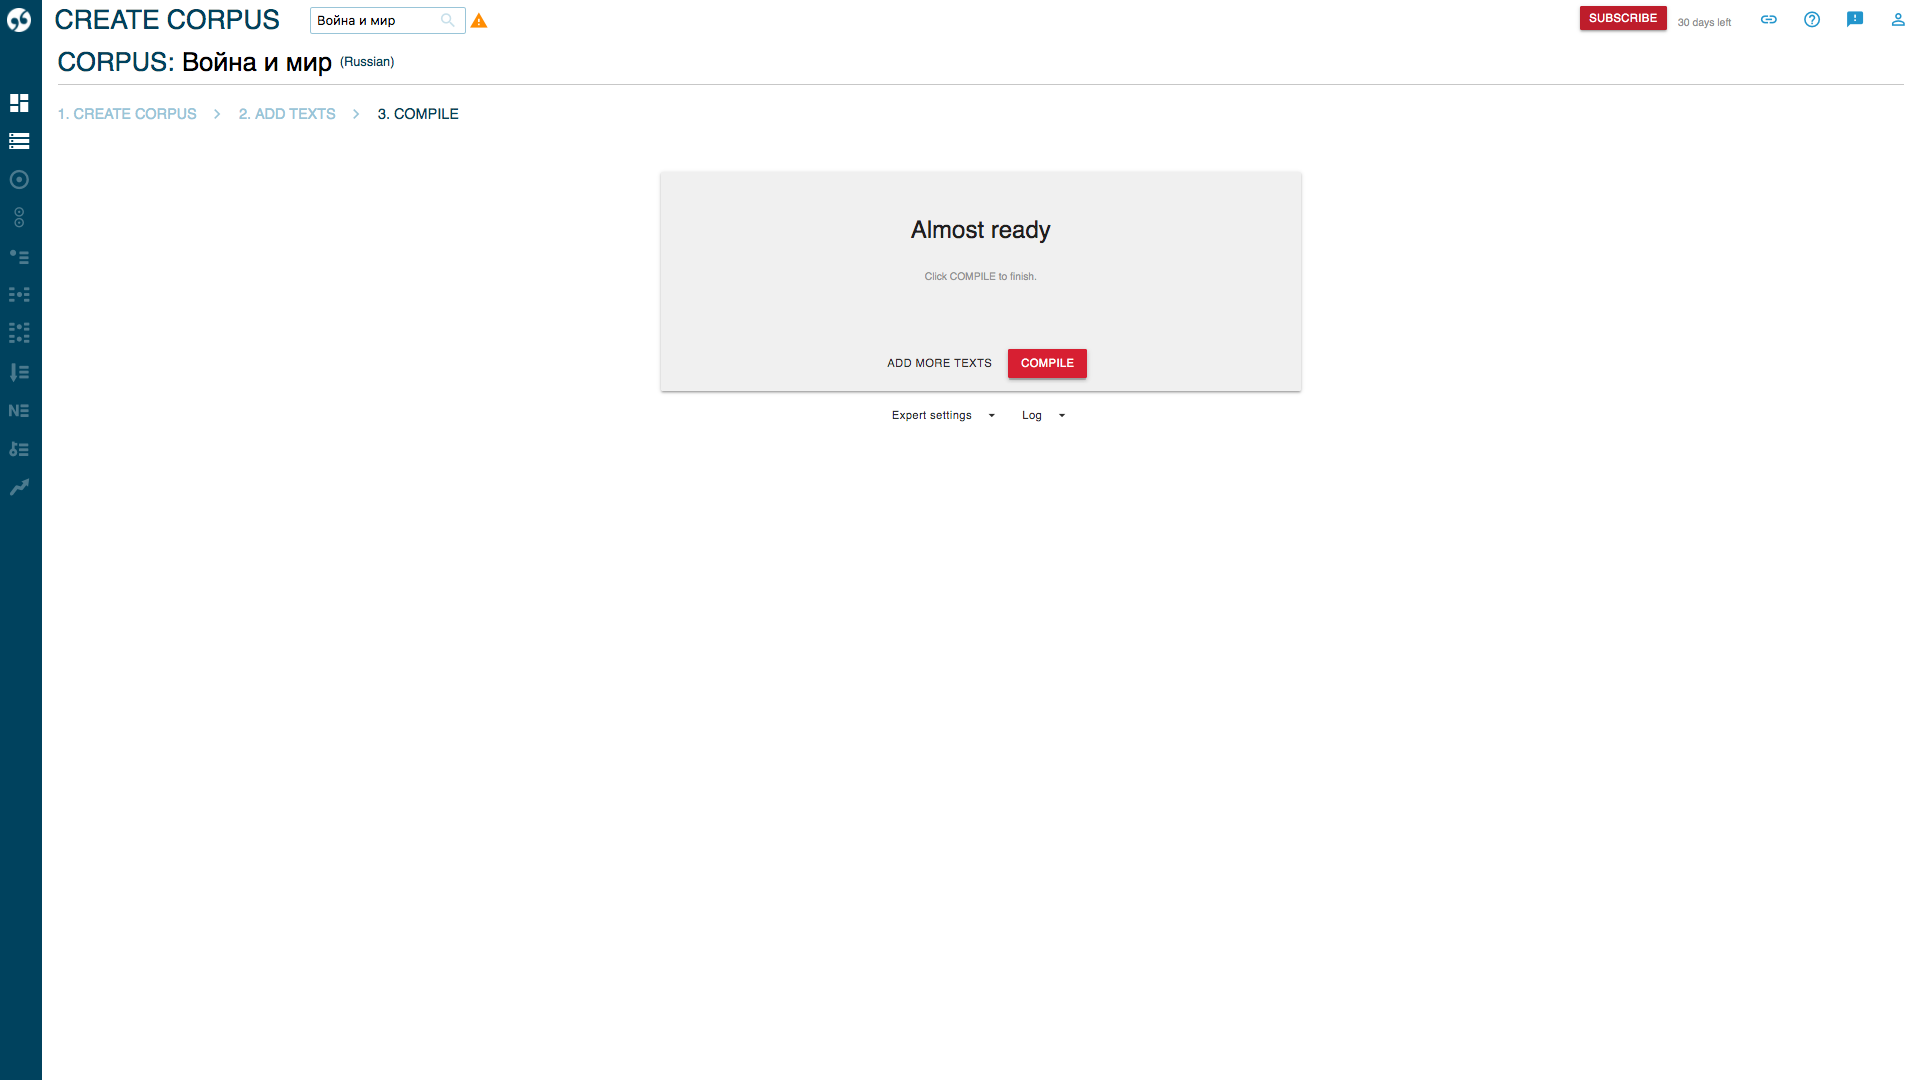 CREATE CORPUS
Война и мир
SUBSCRIBE
30 days left
CORPUS: Война и мир (Russian)
1. CREATE CORPUS
2. ADD TEXTS
3. COMPILE
Almost ready
Click COMPILE to finish.
ADD MORE TEXTS
COMPILE
Expert settings
Log